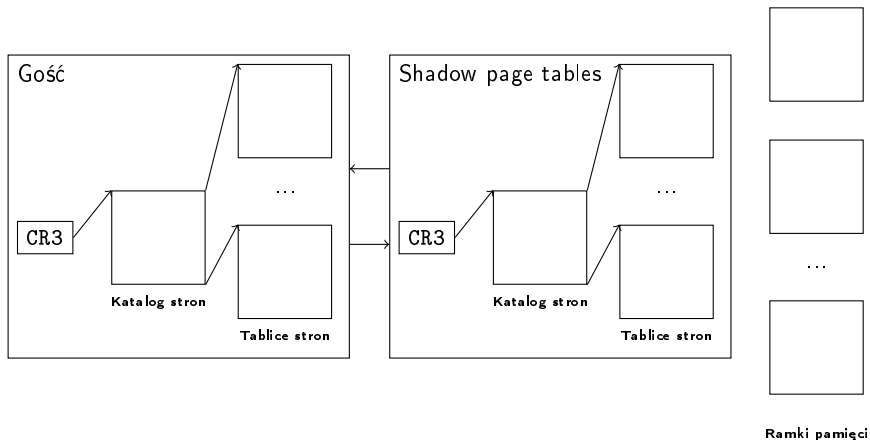 Gość
CR3
Katalog stron
...
Tablice stron
Shadow page tables
CR3
Katalog stron
...
Tablice stron
...
Ramki pamięci